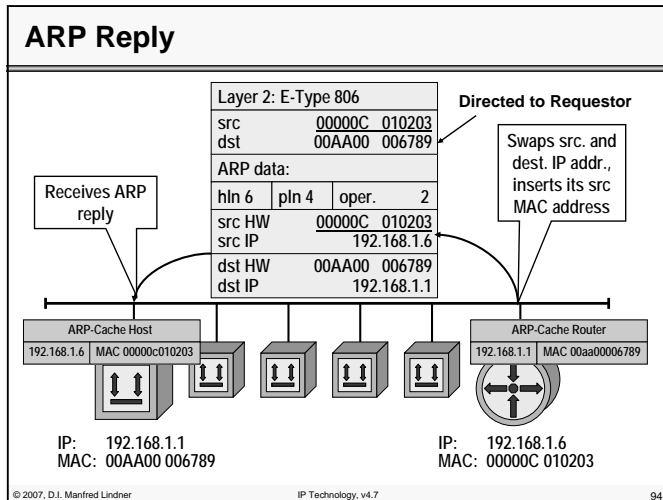 ARP Reply
Layer 2: E-Type 806
src 00000C 010203
dst 00AA00 006789
Directed to Requestor
ARP data:
hln 6 pln 4 oper. 2
src HW 00000C 010203
src IP 192.168.1.6
dst HW 00AA00 006789
dst IP 192.168.1.1
Receives ARP
reply
Swaps src. and
dest. IP addr.,
inserts its src
MAC address
ARP-Cache Host
192.168.1.6 MAC 00000c010203
ARP-Cache Router
192.168.1.1 MAC 00aa00006789
IP: 192.168.1.1
MAC: 00AA00 006789
IP: 192.168.1.6
MAC: 00000C 010203
© 2007, D.I. Manfred Lindner
IP Technology, v4.7
94